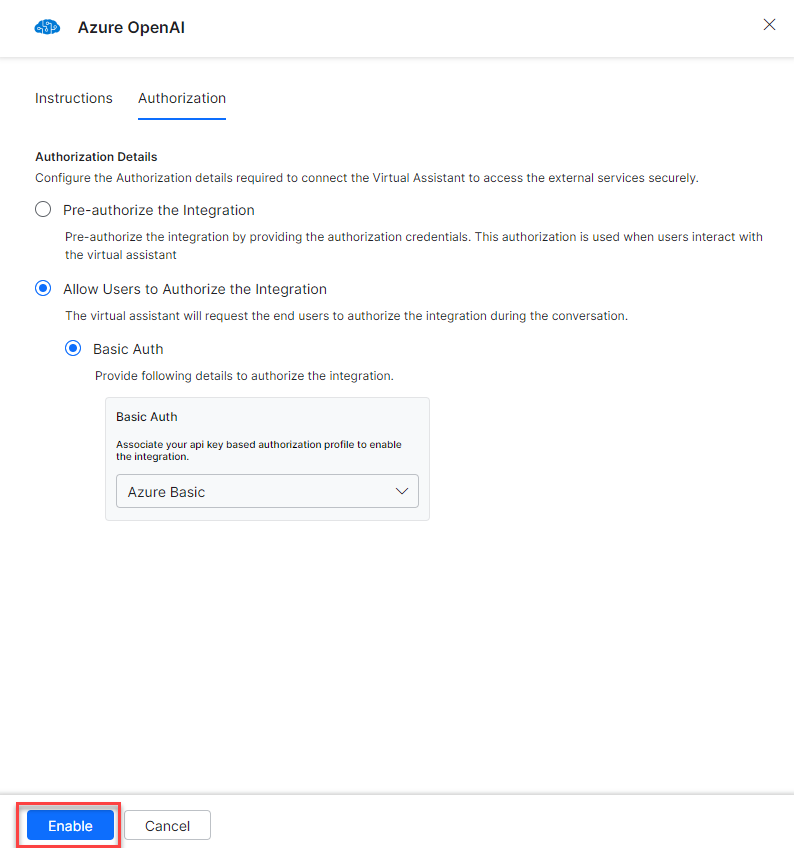 Azure OpenAI
Instructions
Authorization
Authorization Details
Configure the Authorization details required to connect the Virtual Assistant to access the external services securely.
Pre-authorize the Integration
Pre-authorize the integration by providing the authorization credentials. This authorization is used when users interact with
the virtual assistant
Allow Users to Authorize the Integration
The virtual assistant will request the end users to authorize the integration during the conversation.
Basic Auth
Provide following details to authorize the integration.
Basic Auth
Associate your api key based authorization profile to enable
the integration.
Azure Basic
Enable
Cancel